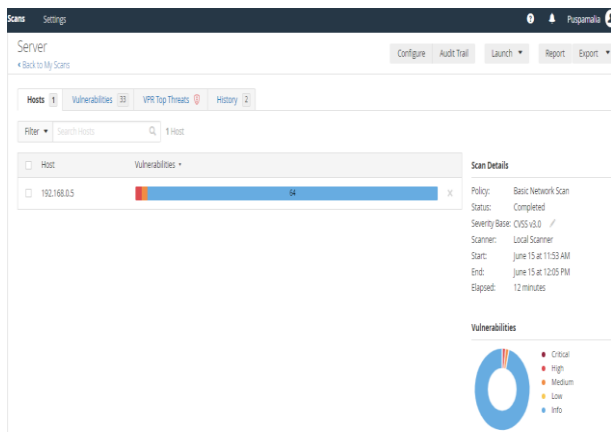 Scans Settings Puspamalia
Server
Configure Audit Trail Launch Report Export
Back to My Scans
Hosts 1 Vulnerabilities 33 VPR Top Threats History 2
Filter Search Hosts 1 Host
Host Vulnerabilities
192.168.0.5 64
Scan Details
Policy: Basic Network Scan
Status: Completed
Severity Base: CVSS v3.0
Scanner: Local Scanner
Start: June 15 at 11:53 AM
End: June 15 at 12:05 PM
Elapsed: 12 minutes
Vulnerabilities
Critical
High
Medium
Low
Info